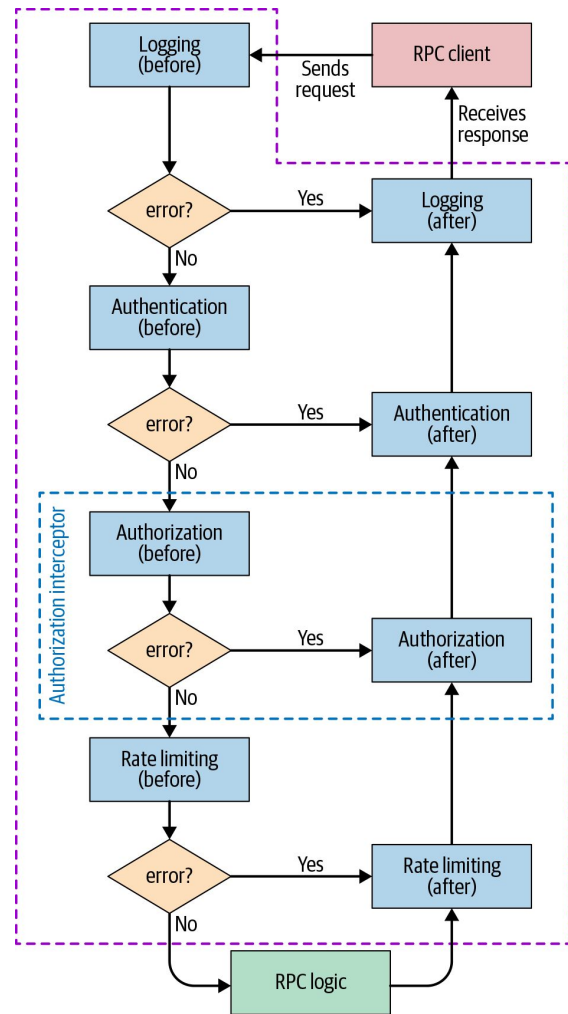 Logging
(before)
Sends
request
RPC client
Receives
response
error?
Yes
Logging
(after)
No
Authentication
(before)
error?
Yes
Authentication
(after)
No
Authorization interceptor
Authorization
(before)
error?
Yes
Authorization
(after)
No
Rate limiting
(before)
error?
Yes
Rate limiting
(after)
No
RPC logic